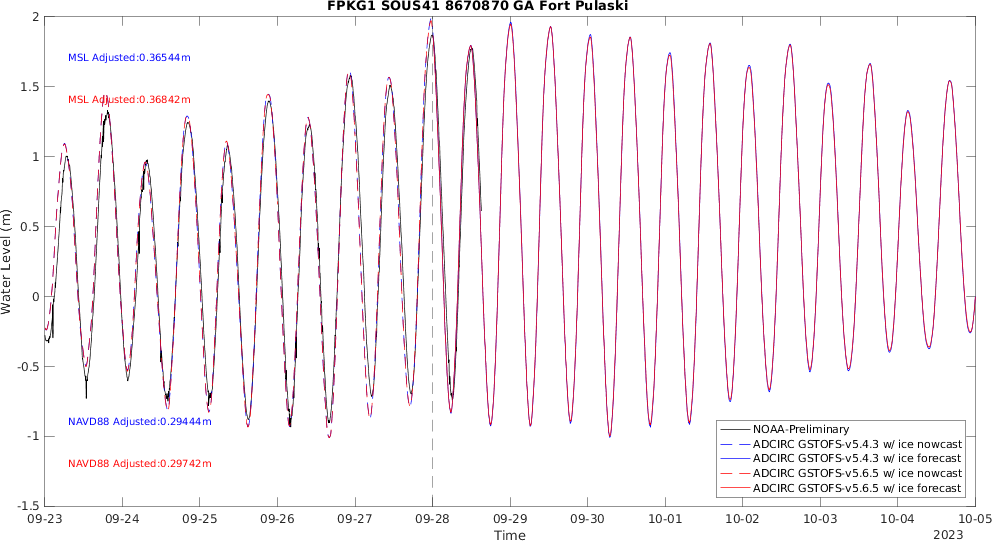 FPKG1 SOUS41 8670870 GA Fort Pulaski
2
1.5
1
0.5
0
-0.5
-1
-1.5
Water Level (m)
MSL Adjusted:0.36544m
MSL Adjusted:0.36842m
NAVD88 Adjusted:0.29444m
NAVD88 Adjusted:0.29742m
NOAA-Preliminary
ADCIRC GSTOFS-v5.4.3 w/ ice nowcast
ADCIRC GSTOFS-v5.4.3 w/ ice forecast
ADCIRC GSTOFS-v5.6.5 w/ ice nowcast
ADCIRC GSTOFS-v5.6.5 w/ ice forecast
09-23 09-24 09-25 09-26 09-27 09-28 09-29 09-30 10-01 10-02 10-03 10-04 10-05
Time
2023